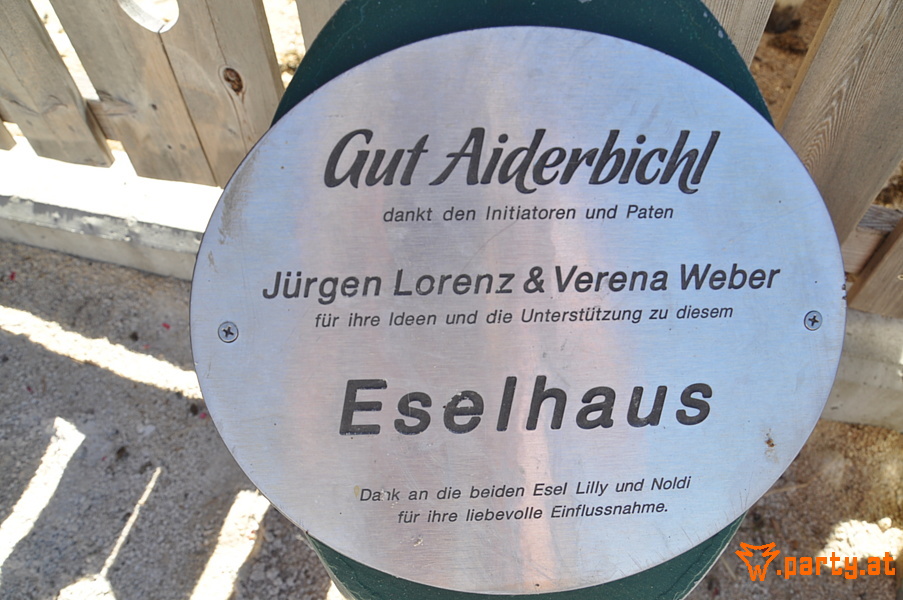 Gut Aiderbichl
dankt den Initiatoren und Paten
Jürgen Lorenz & Verena Weber
für ihre Ideen und die Unterstützung zu diesem
Eselhaus
Dank an die beiden Esel Lilly und Noldi
für ihre liebevolle Einflussnahme.
W.party.at